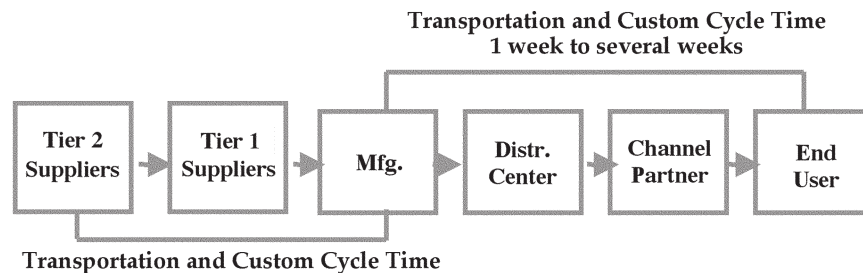 Transportation and Custom Cycle Time
1 week to several weeks
Tier 2
Suppliers
Tier 1
Suppliers
Mfg.
Distr.
Center
Channel
Partner
End
User
Transportation and Custom Cycle Time